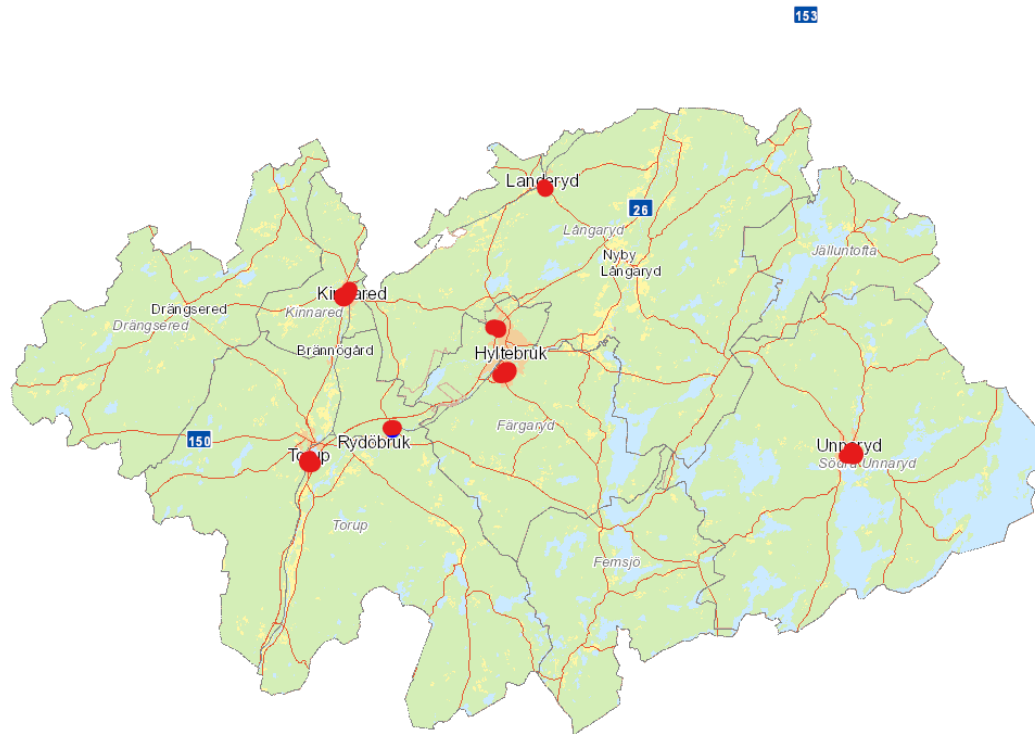 153
Landeryd
26
Långaryd
Jälluntofta
Nyby
Långaryd
Kinnared
Drängsered
Kinnared
Drängsered
Brännögård
Hyltebruk
Färgaryd
150
Rydöbruk
Unnaryd
Torup
Södra Unnaryd
Torup
Femsjö